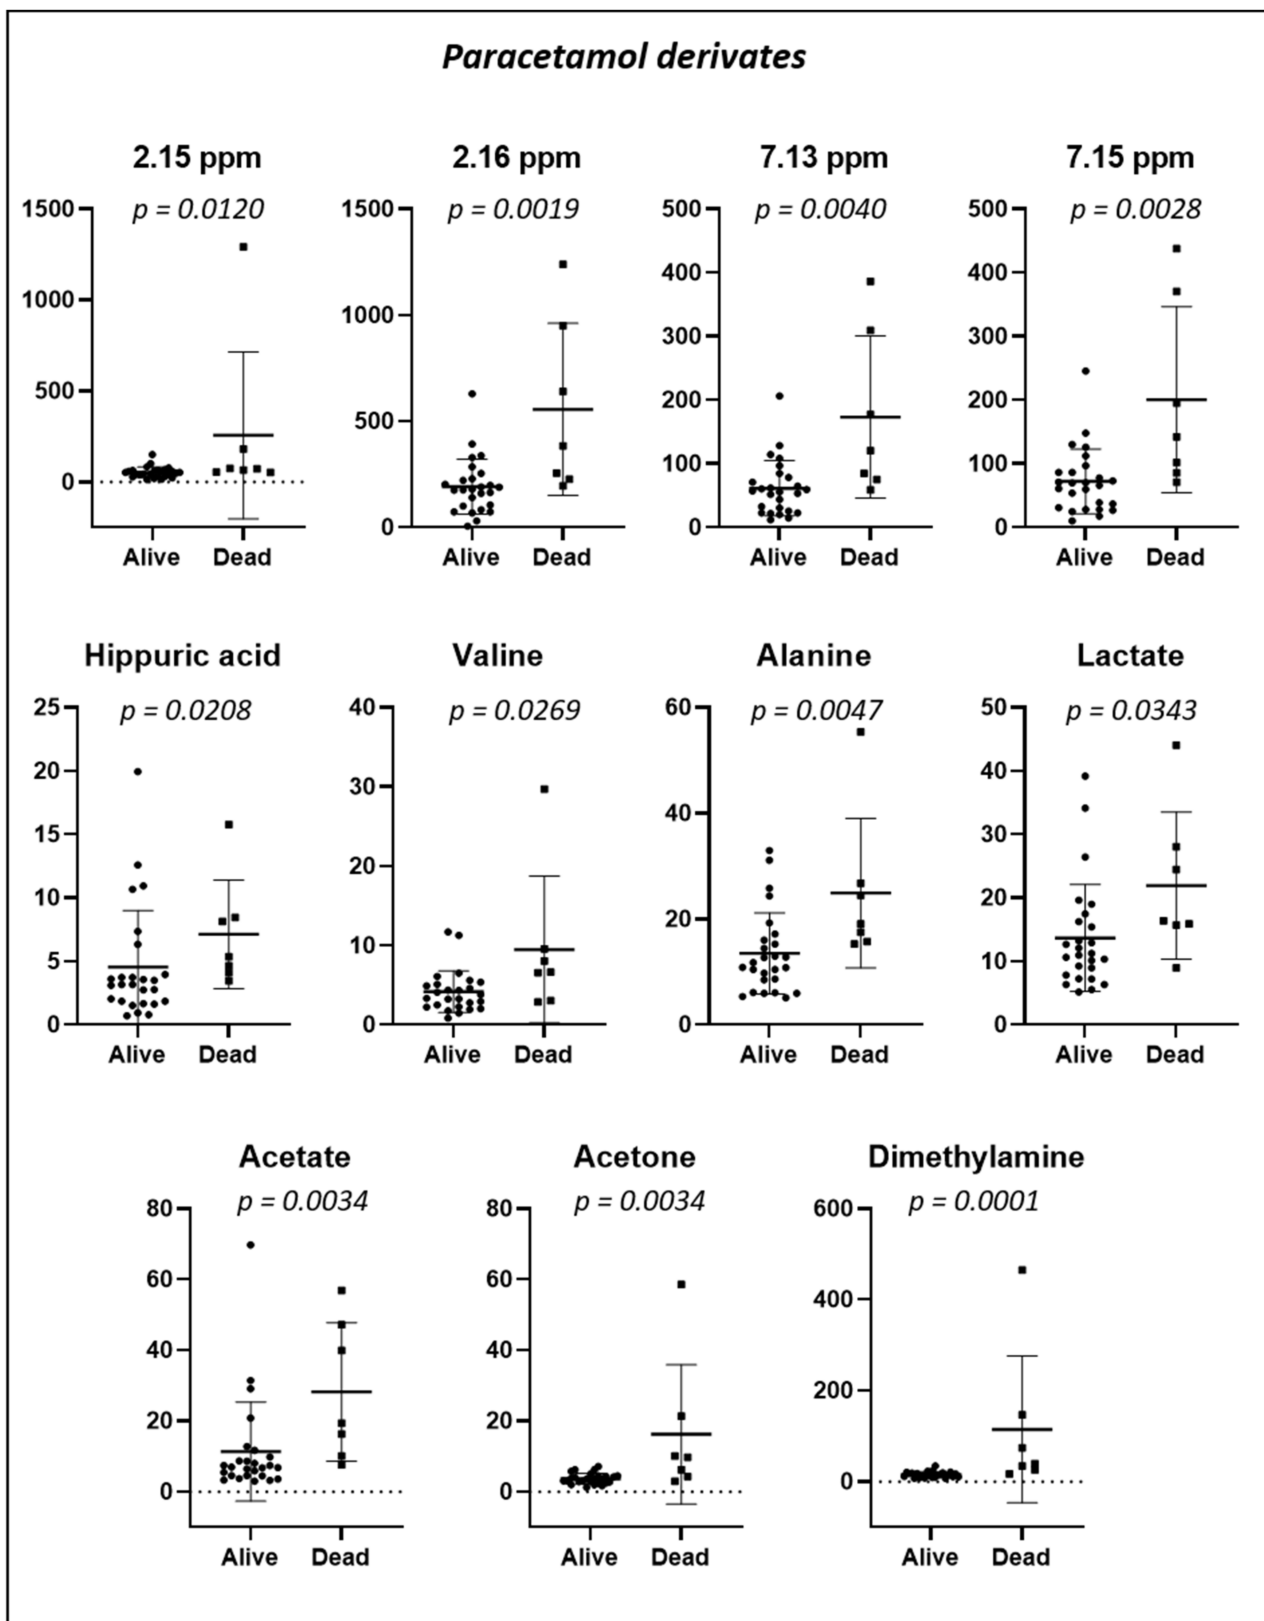 Paracetamol derivates
2.15 ppm 2.16 ppm 7.13 ppm 7.15 ppm
p = 0.0120 p = 0.0019 p = 0.0040 p = 0.0028
1500 1000 500 0
1500 1000 500 0
500 400 300 200 100 0
500 400 300 200 100 0
Alive Dead Alive Dead Alive Dead Alive Dead
Hippuric acid Valine Alanine Lactate
p = 0.0208 p = 0.0269 p = 0.0047 p = 0.0343
25 20 15 10 5 0
40 30 20 10 0
60 40 20 0
50 40 30 20 10 0
Alive Dead Alive Dead Alive Dead Alive Dead
Acetate Acetone Dimethylamine
p = 0.0034 p = 0.0034 p = 0.0001
80 60 40 20 0
80 60 40 20 0
600 400 200 0
Alive Dead Alive Dead Alive Dead